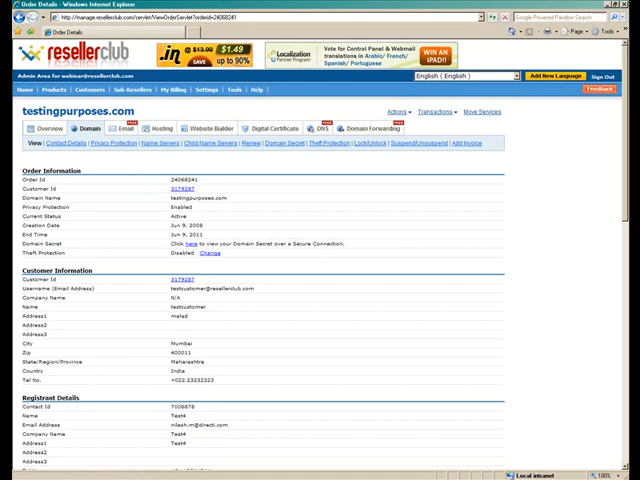 Order Details - Windows Internet Explorer
http://manage.resellerclub.com/servlet/ViewOrderServlet?orderid=24068241
Google Powered Fandon Search
Order Details
Page
Tools
resellerclub
.in @ $13.99 $1.49
SAVE up to 90%
Localization Partner Program
Vote for Control Panel & Webmail translations in Arabic/ French/ Spanish/ Portuguese
WIN AN iPAD!!
Admin Area for webinar@resellerclub.com
English ( English )
Add New Language
Sign Out
Home | Products | Customers | Sub-Resellers | My Billing | Settings | Tools | Help
Feedback
testingpurposes.com
Actions
Transactions
Move Services
Overview
Domain
Email
FREE
Hosting
Website Builder
Digital Certificate
DNS
FREE
Domain Forwarding
FREE
View | Contact Details | Privacy Protection | Name Servers | Child Name Servers | Renew | Domain Secret | Theft Protection | Lock/Unlock | Suspend/Unsuspend | Add Invoice
Order Information
Order Id 24068241
Customer Id 3179287
Domain Name testingpurposes.com
Privacy Protection Enabled
Current Status Active
Creation Date Jun 9, 2008
End Time Jun 9, 2011
Domain Secret Click here to view your Domain Secret over a Secure Connection.
Theft Protection Disabled Change
Customer Information
Customer Id 3179287
Username (Email Address) testcustomer@resellerclub.com
Company Name N/A
Name testcustomer
Address1 malad
Address2
Address3
City Mumbai
Zip 400011
State/Region/Province Maharashtra
Country India
Tel No. +022.23232323
Registrant Details
Contact Id 7006878
Name Test4
Email Address nilesh.m@directi.com
Company Name Test4
Address1 Test4
Address2
Address3
Local intranet
100%